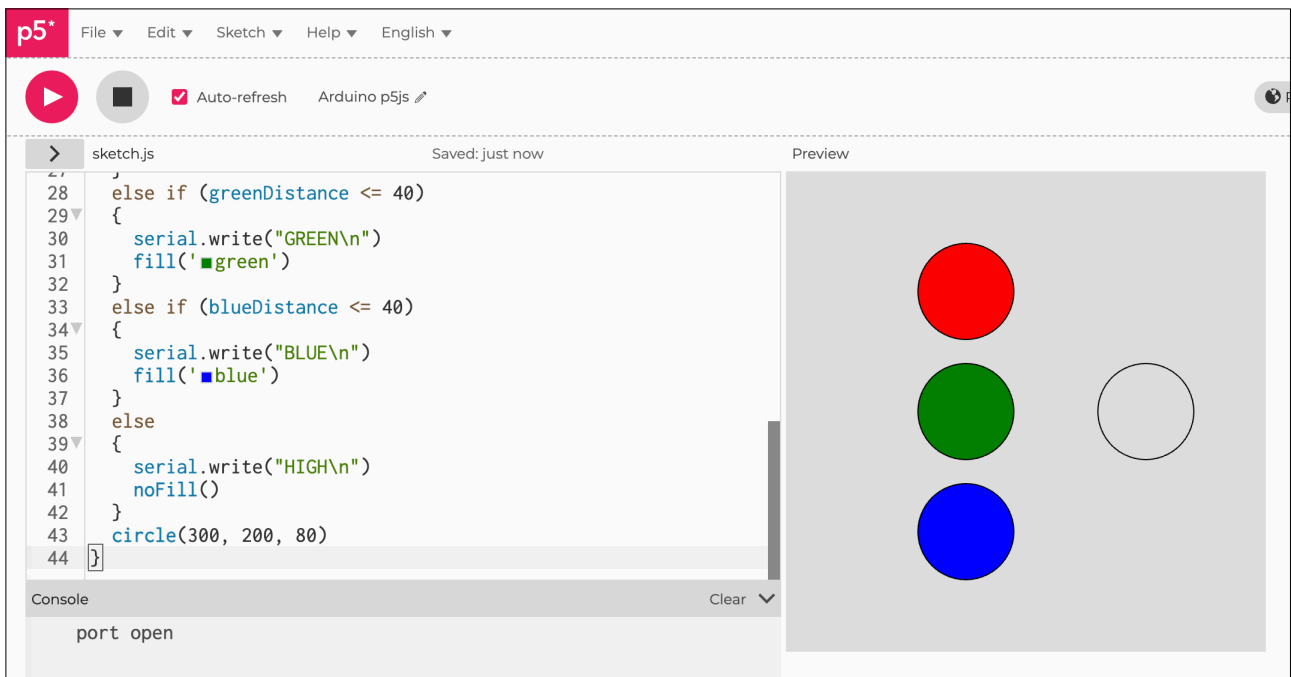 p5* File Edit Sketch Help English
Auto-refresh Arduino p5js
sketch.js Saved: just now Preview
27 }
28 else if (greenDistance <= 40)
29 {
30 serial.write("GREEN\n")
31 fill('green')
32 }
33 else if (blueDistance <= 40)
34 {
35 serial.write("BLUE\n")
36 fill('blue')
37 }
38 else
39 {
40 serial.write("HIGH\n")
41 noFill()
42 }
43 circle(300, 200, 80)
44 }
Console Clear
port open